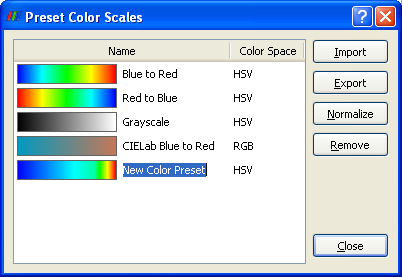 Preset Color Scales
Name Color Space
Import
Blue to Red HSV
Export
Red to Blue HSV
Grayscale HSV
Normalize
CIELab Blue to Red RGB
Remove
New Color Preset HSV
Close